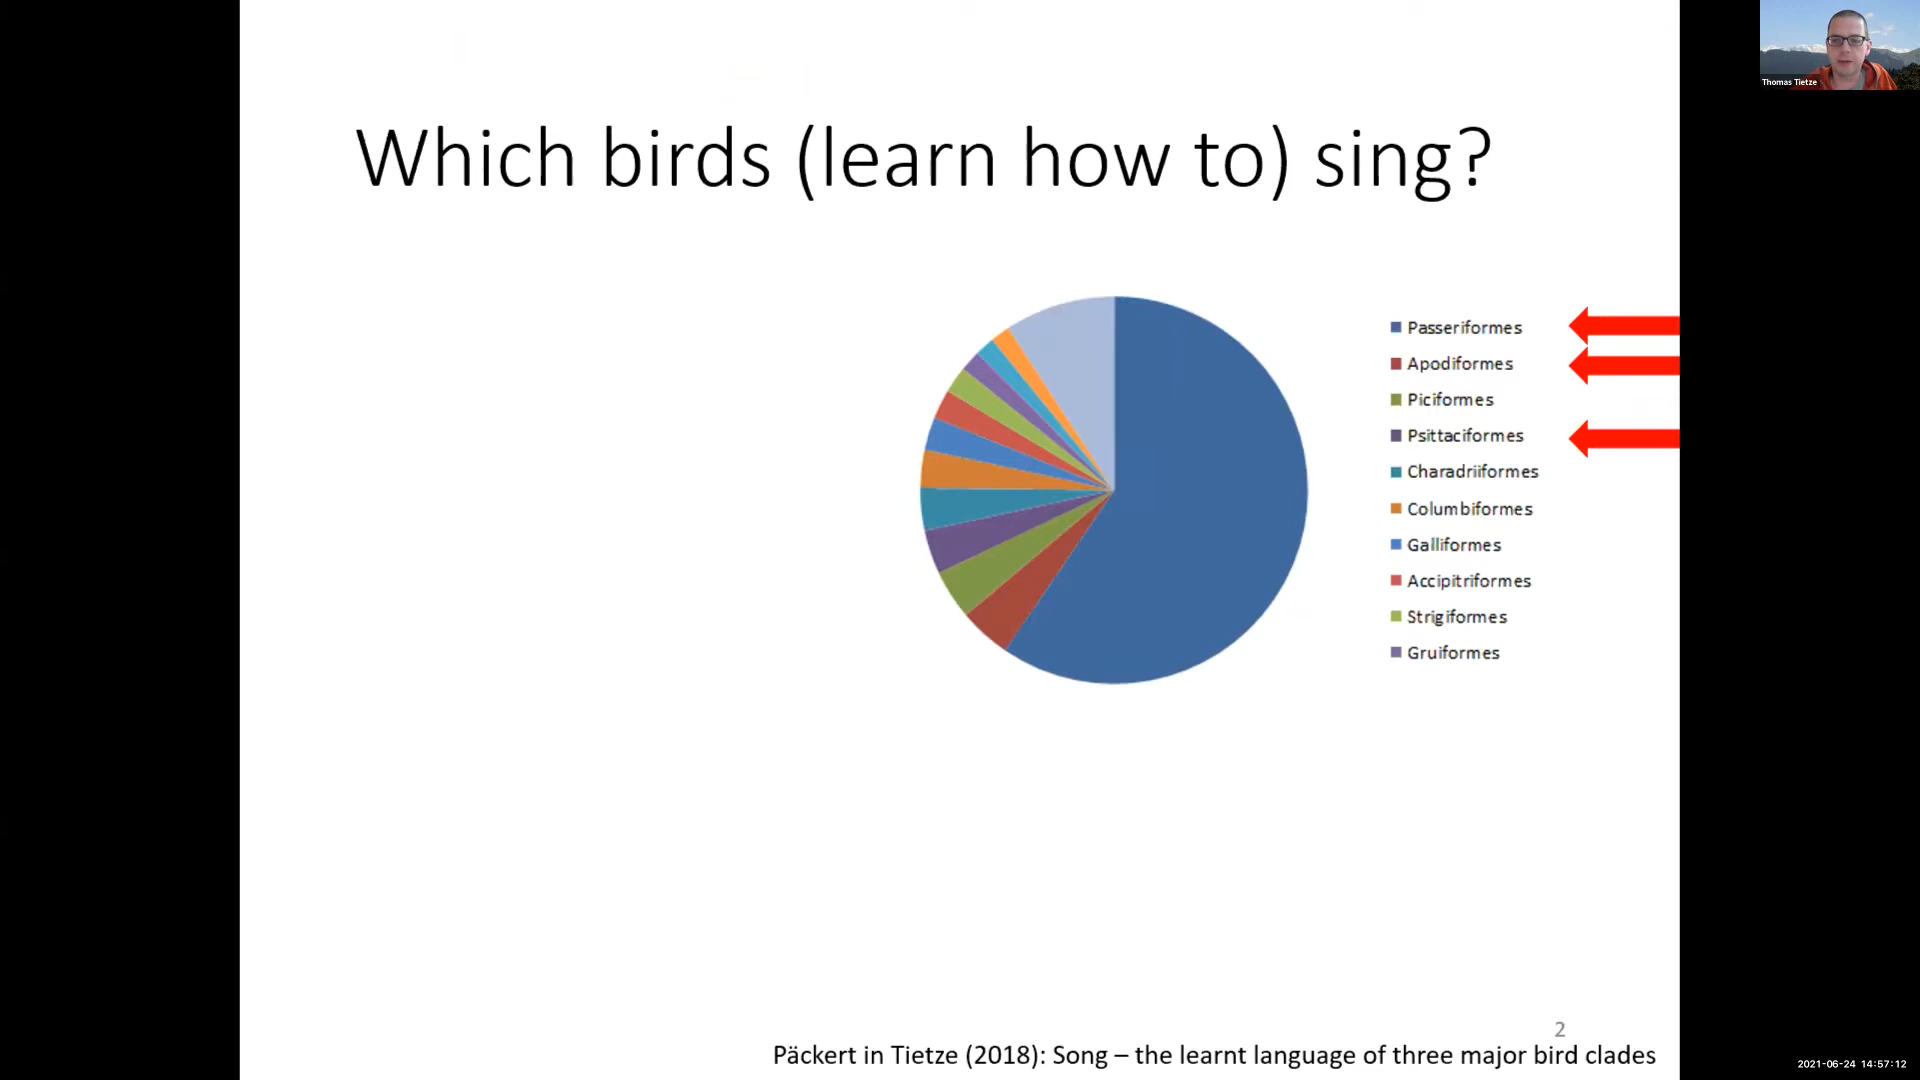 Thomas Tietze
Which birds (learn how to) sing?
Passeriformes
Apodiformes
Piciformes
Psittaciformes
Charadriiformes
Columbiformes
Galliformes
Accipitriformes
Strigiformes
Gruiformes
2
Päckert in Tietze (2018): Song – the learnt language of three major bird clades
2021-06-24 14:57:12